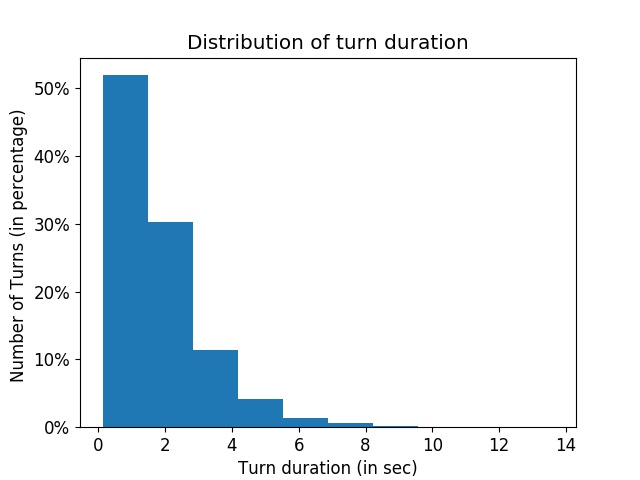 Distribution of turn duration
Number of Turns (in percentage)
50%
40%
30%
20%
10%
0%
0 2 4 6 8 10 12 14
Turn duration (in sec)